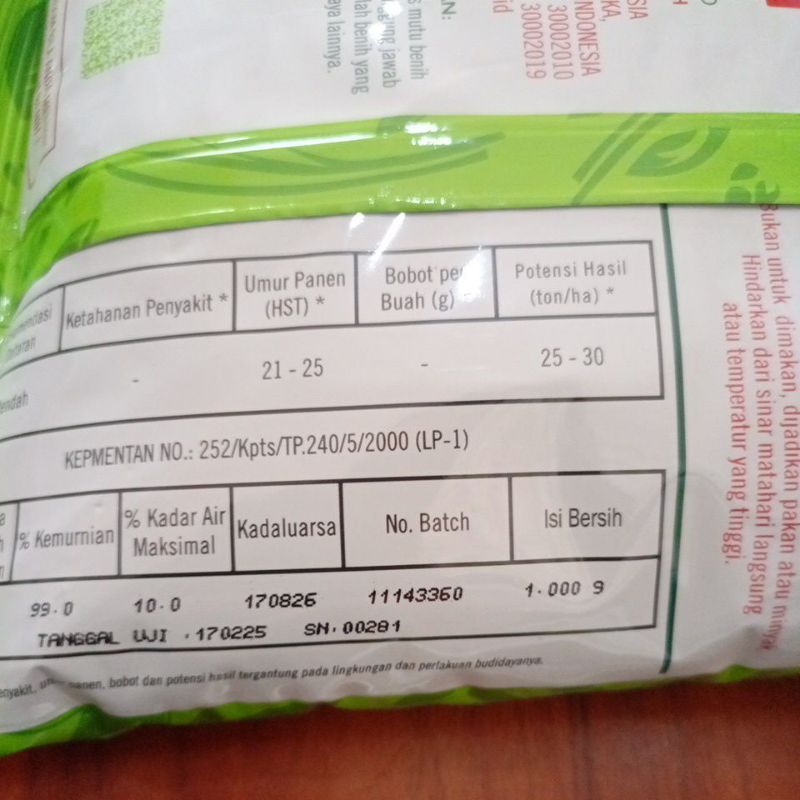 mutu benih
jawab
benih yang
lainnya.
INDONESIA
30002010
30002019
Bukan untuk dimakan, dijadikan pakan atau minyak
Hindarkan dari sinar matahari langsung
atau temperatur yang tinggi.
Ketahanan Penyakit *
Umur Panen
(HST) *
Bobot per
Buah (g)
Potensi Hasil
(ton/ha) *
-
21 - 25
-
25 - 30
KEPMENTAN NO.: 252/Kpts/TP.240/5/2000 (LP-1)
% Kemurnian
% Kadar Air
Maksimal
Kadaluarsa
No. Batch
Isi Bersih
99.0
10.0
170826
11143360
1.000 g
TANGGAL UJI .170225 SN.00281
panen, bobot dan potensi hasil tergantung pada lingkungan dan perlakuan budidayanya.